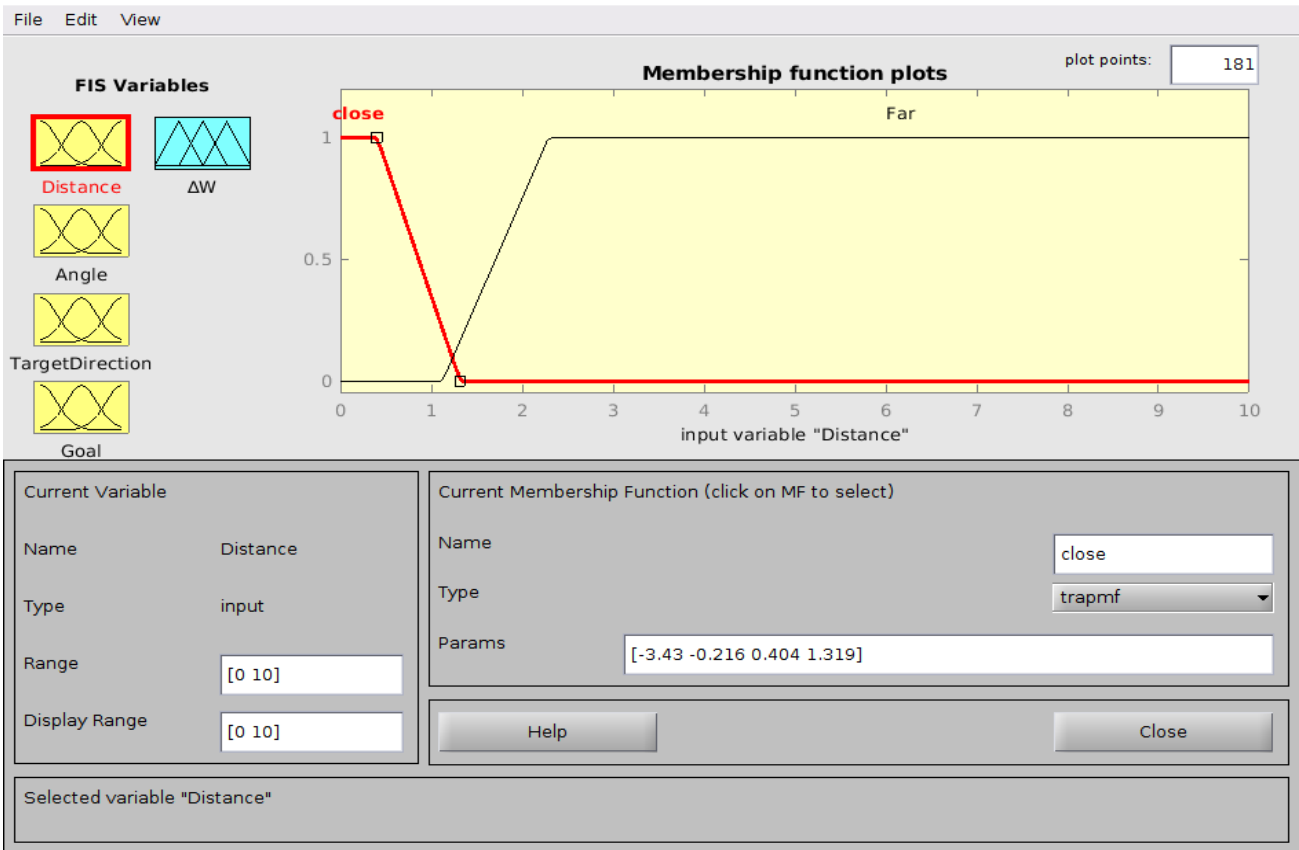 File Edit View
FIS Variables
Distance
ΔW
Angle
TargetDirection
Goal
Membership function plots
plot points:
181
close
Far
1
0.5
0
0 1 2 3 4 5 6 7 8 9 10
input variable "Distance"
Current Variable
Name Distance
Type input
Range [0 10]
Display Range [0 10]
Current Membership Function (click on MF to select)
Name close
Type trapmf
Params [-3.43 -0.216 0.404 1.319]
Help Close
Selected variable "Distance"